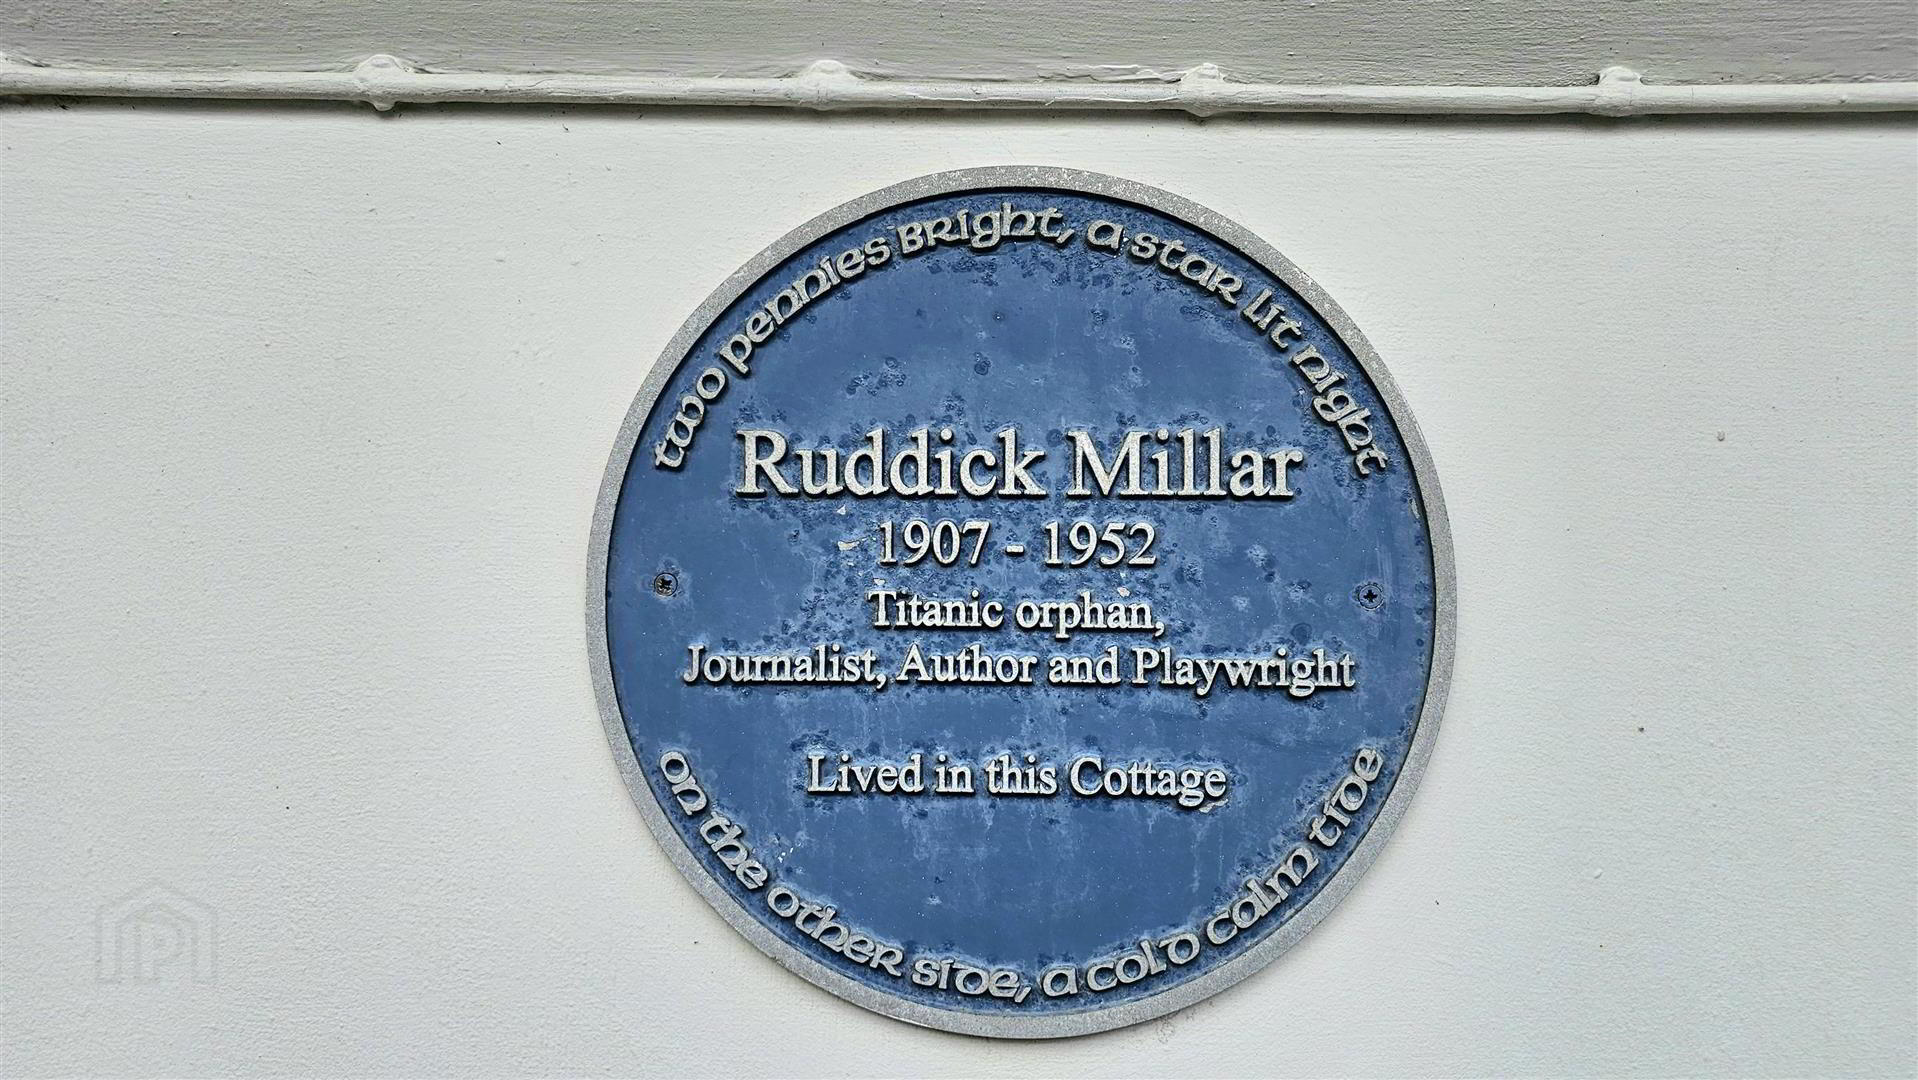 two pennies Bright, a star lit night
Ruddick Millar
1907 - 1952
Titanic orphan,
Journalist, Author and Playwright
Lived in this Cottage
on the other side, a cold calm tide